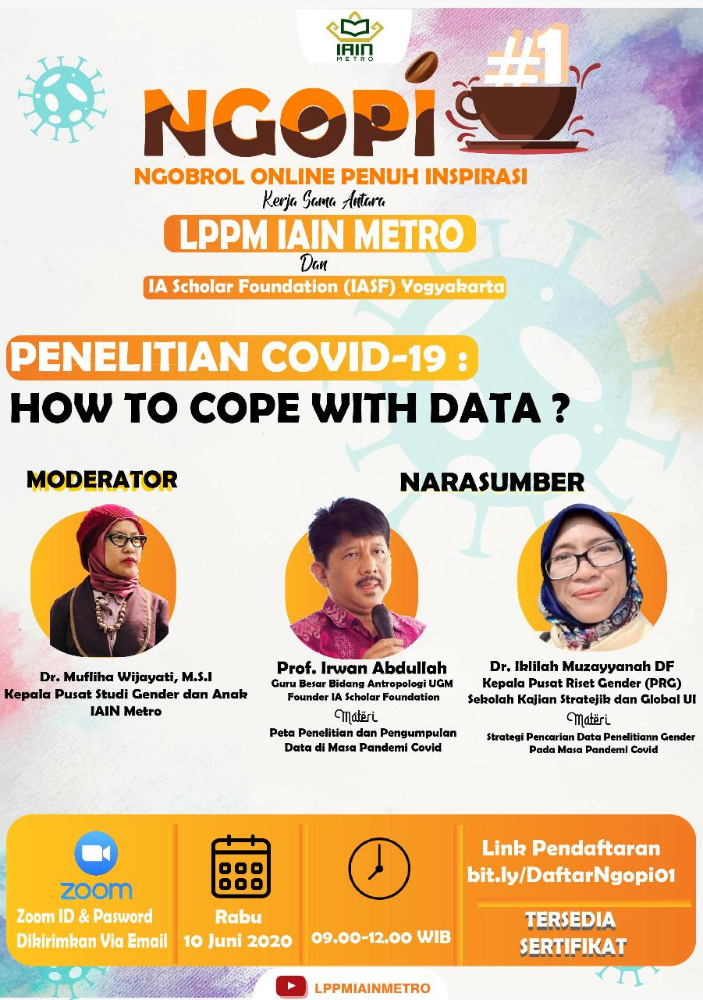 IAIN
METRO
#1
NGOPI
NGOBROL ONLINE PENUH INSPIRASI
Kerja Sama Antara
LPPM IAIN METRO
Dan
IA Scholar Foundation (IASF) Yogyakarta
PENELITIAN COVID-19 :
HOW TO COPE WITH DATA ?
MODERATOR
Dr. Mufliha Wijayati, M.S.I
Kepala Pusat Studi Gender dan Anak
IAIN Metro
NARASUMBER
Prof. Irwan Abdullah
Guru Besar Bidang Antropologi UGM
Founder IA Scholar Foundation
Materi
Peta Penelitian dan Pengumpulan
Data di Masa Pandemi Covid
Dr. Iklilah Muzayyanah DF
Kepala Pusat Riset Gender (PRG)
Sekolah Kajian Stratejik dan Global UI
Materi
Strategi Pencarian Data Penelitiann Gender
Pada Masa Pandemi Covid
zoom
Zoom ID & Pasword
Dikirimkan Via Email
Rabu
10 Juni 2020
09.00-12.00 WIB
Link Pendaftaran
bit.ly/DaftarNgopi01
TERSEDIA
SERTIFIKAT
LPPMIAINMETRO